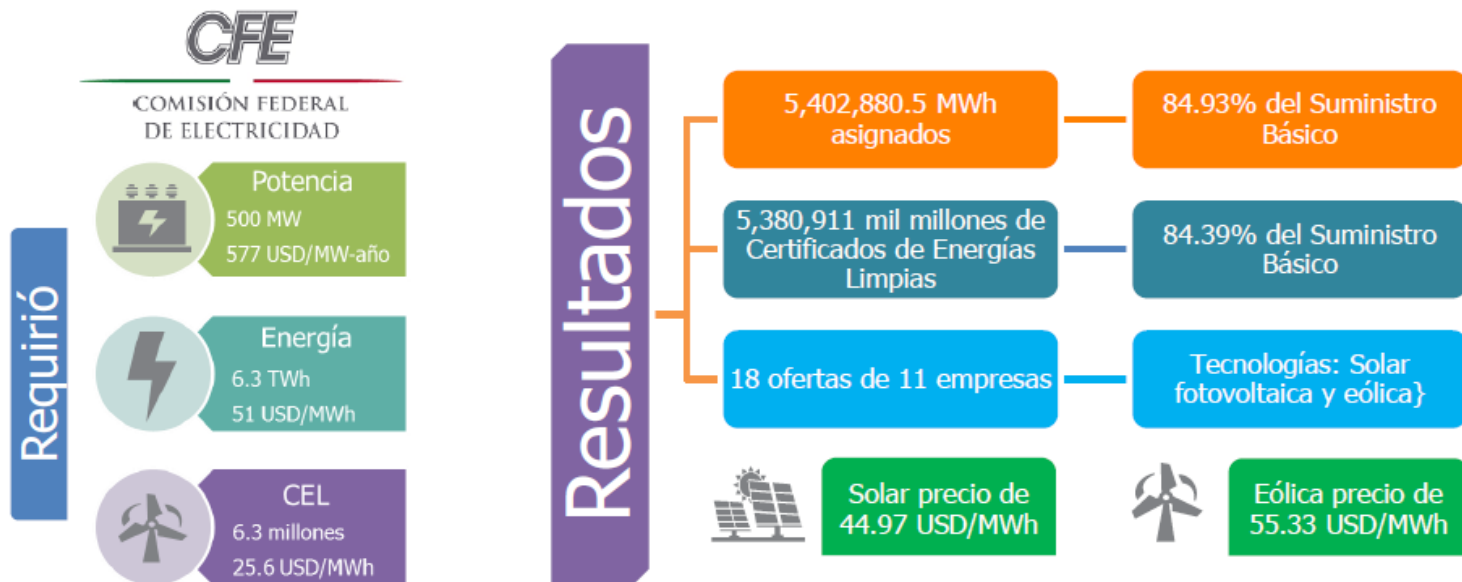 CFE
COMISIÓN FEDERAL
DE ELECTRICIDAD
Requirió
Potencia
500 MW
577 USD/MW-año
Energía
6.3 TWh
51 USD/MWh
CEL
6.3 millones
25.6 USD/MWh
Resultados
5,402,880.5 MWh
asignados
84.93% del Suministro
Básico
5,380,911 mil millones de
Certificados de Energías
Limpias
84.39% del Suministro
Básico
18 ofertas de 11 empresas
Tecnologías: Solar
fotovoltaica y eólica}
Solar precio de
44.97 USD/MWh
Eólica precio de
55.33 USD/MWh